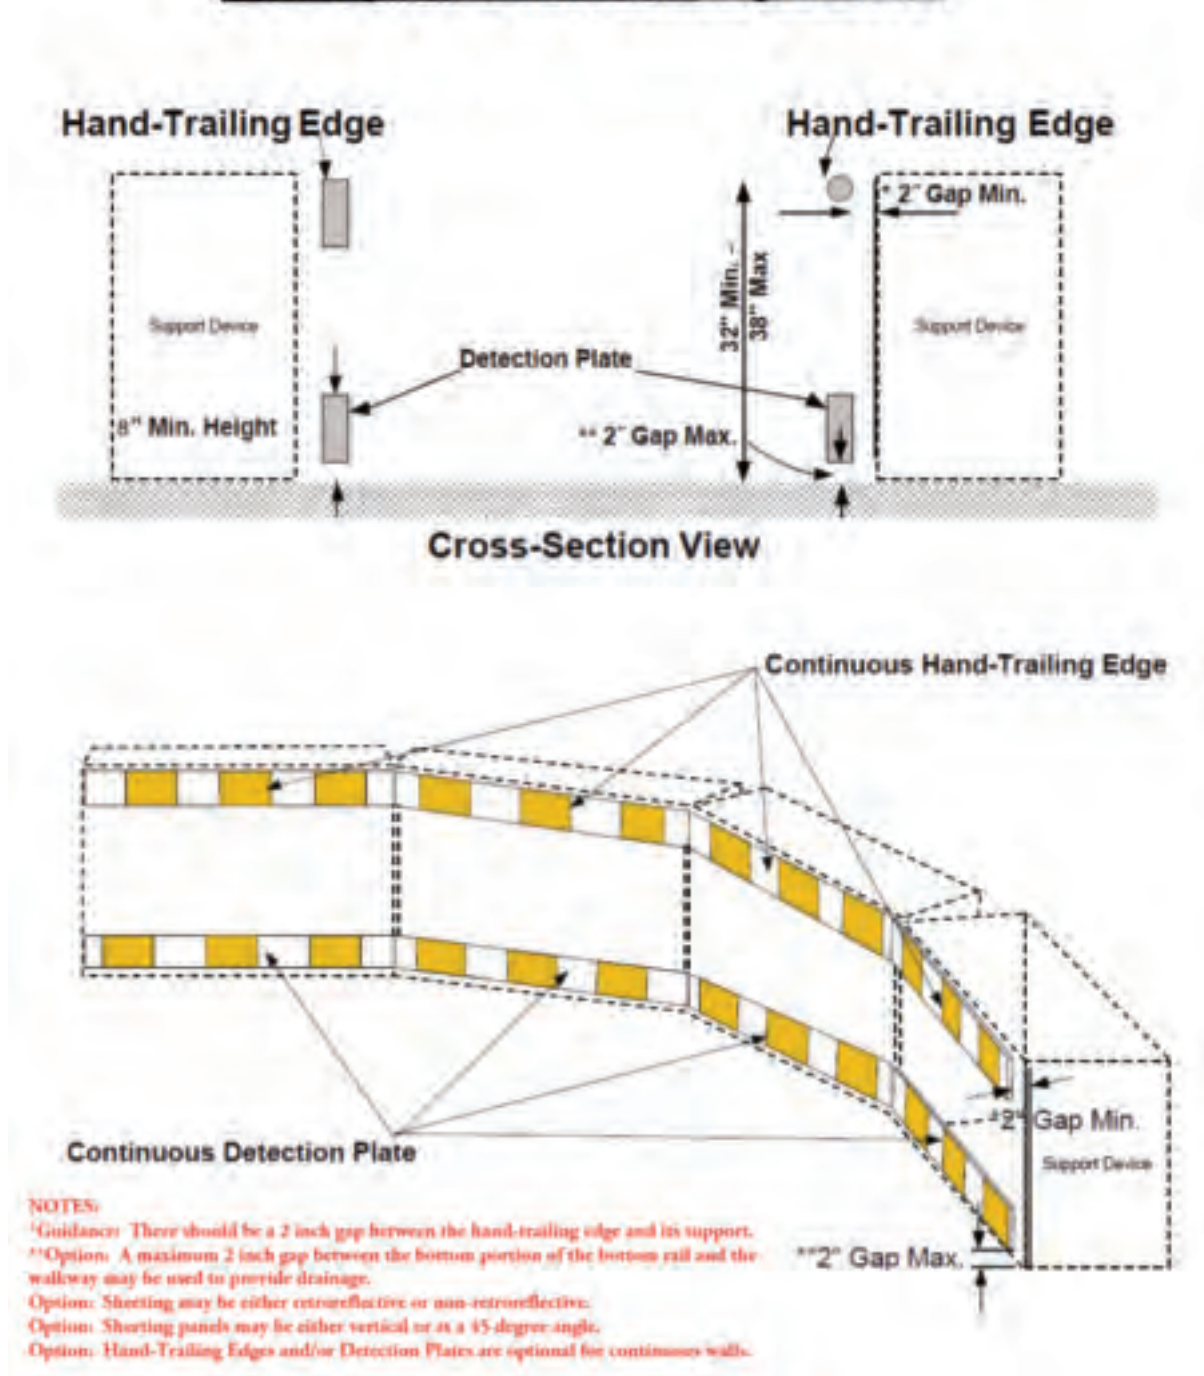 Hand-Trailing Edge
Hand-Trailing Edge
* 2" Gap Min.
Support Device
32" Min. –
38" Max
Support Device
Detection Plate
8" Min. Height
** 2" Gap Max.
Cross-Section View
Continuous Hand-Trailing Edge
*2" Gap Min.
Continuous Detection Plate
Support Device
NOTES:
*Guidance: There should be a 2 inch gap between the hand-trailing edge and its support.
**Option: A maximum 2 inch gap between the bottom portion of the bottom rail and the
walkway may be used to provide drainage.
**2" Gap Max.
Option: Sheeting may be either retroreflective or non-retroreflective.
Option: Sheeting panels may be either vertical or at a 45 degree angle.
Option: Hand-Trailing Edges and/or Detection Plates are optional for continuous walls.